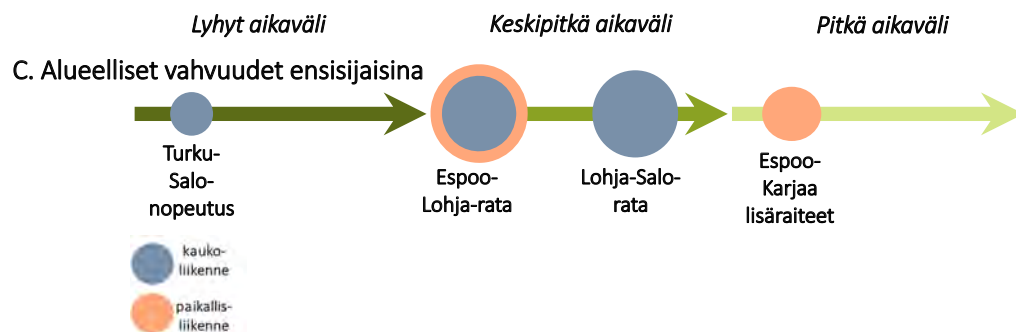 Lyhyt aikaväli
Keskipitkä aikaväli
Pitkä aikaväli
C. Alueelliset vahvuudet ensisijaisina
Turku-
Salo-
nopeutus
Espoo-
Lohja-rata
Lohja-Salo-
rata
Espoo-
Karjaa
lisäraiteet
kauko-
liikenne
paikallis-
liikenne